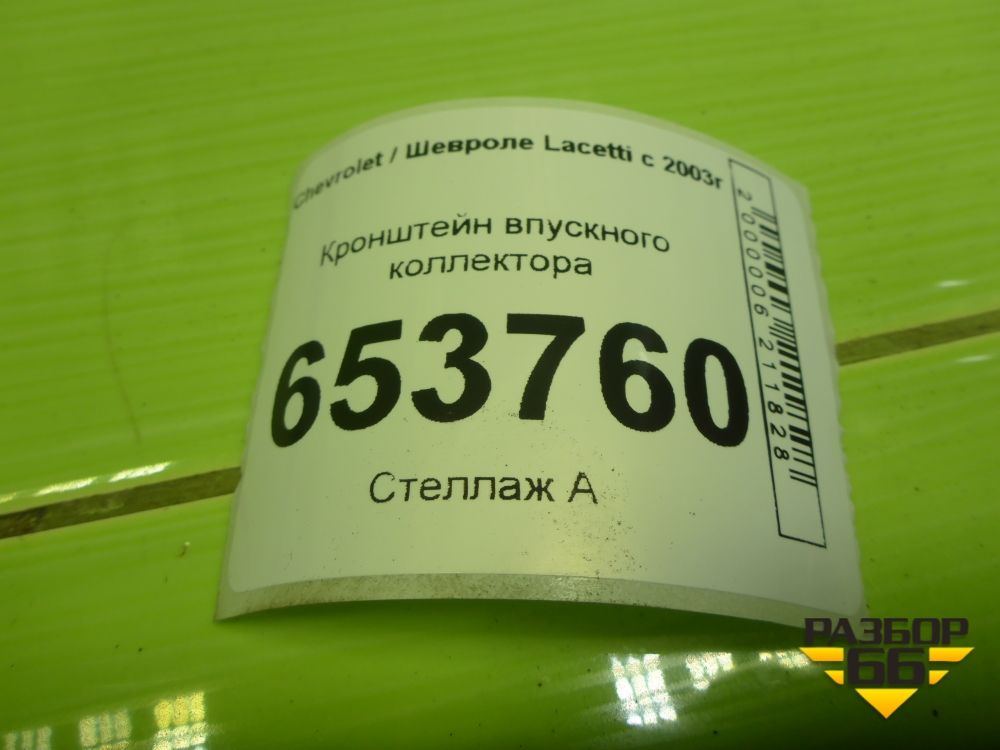 Chevrolet / Шевроле Lacetti с 2003г
Кронштейн впускного
коллектора
653760
Стеллаж А
2000006211828
РАЗБОР
66